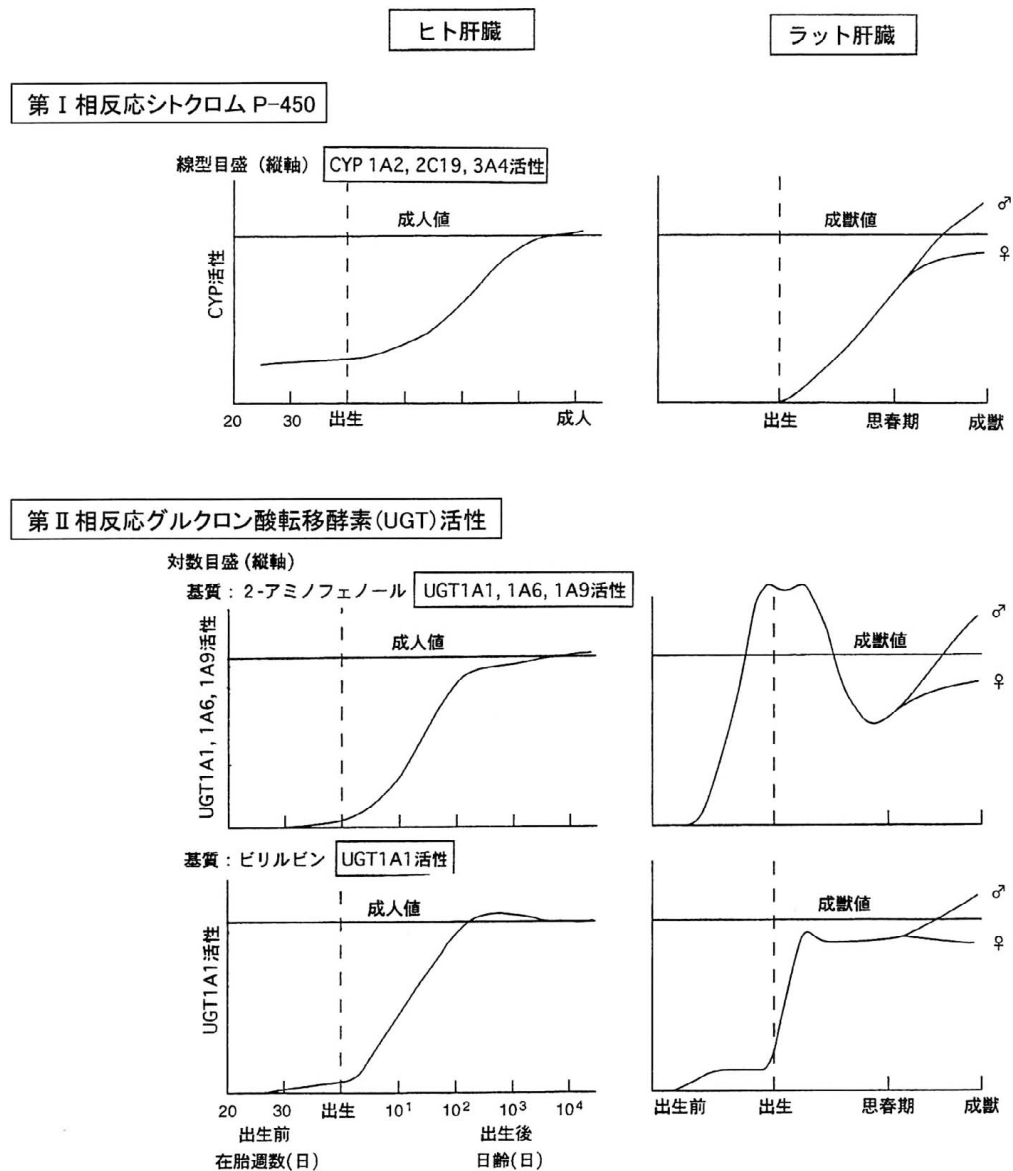 ヒト肝臓
ラット肝臓
第Ⅰ相反応シトクロム P-450
線型目盛（縦軸） CYP 1A2, 2C19, 3A4活性
CYP活性
成人値
成獣値
♂
♀
20 30 出生 成人
出生 思春期 成獣
第Ⅱ相反応グルクロン酸転移酵素(UGT)活性
対数目盛（縦軸）
基質：2-アミノフェノール UGT1A1, 1A6, 1A9活性
UGT1A1, 1A6, 1A9活性
成人値
成獣値
♂
♀
基質：ビリルビン UGT1A1活性
UGT1A1活性
成人値
成獣値
♂
♀
20 30 出生 10¹ 10² 10³ 10⁴
出生前 出生 思春期 成獣
出生前 出生後
在胎週数(日) 日齢(日)